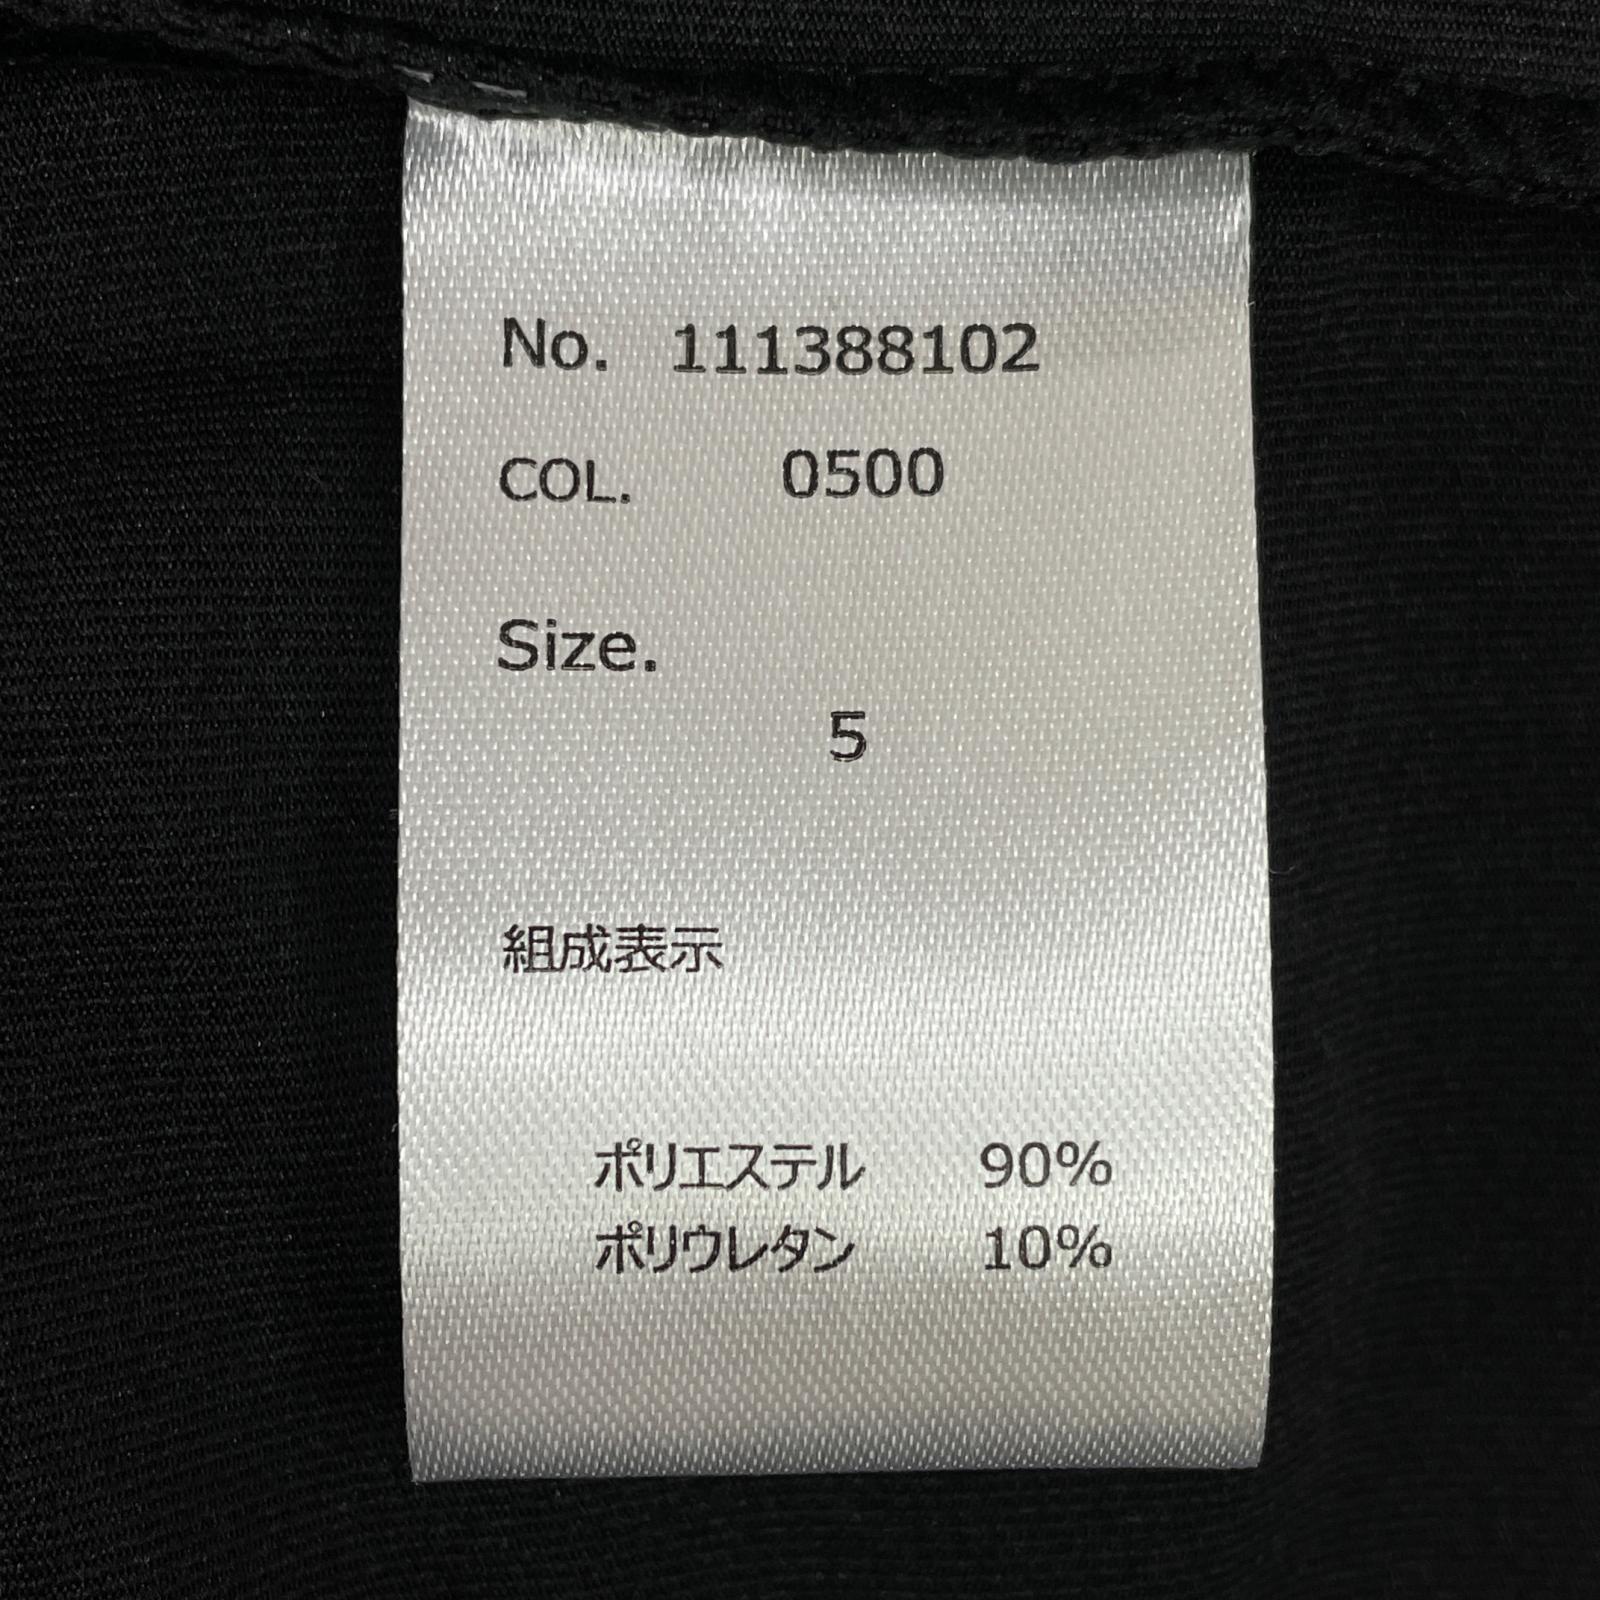 No. 111388102
COL. 0500
Size.
5
組成表示
ポリエステル 90%
ポリウレタン 10%